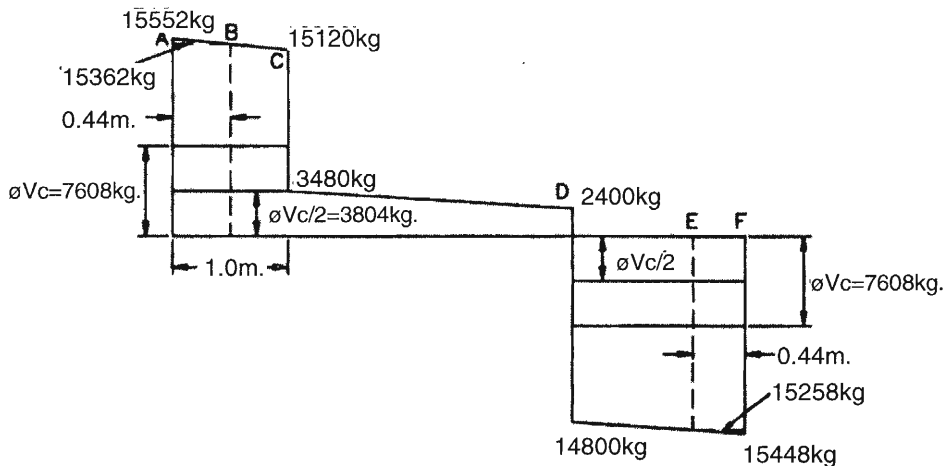 15552kg
A
B
15120kg
C
15362kg
0.44m.
øVc=7608kg.
3480kg
øVc/2=3804kg.
D
2400kg
E
F
1.0m.
øVc/2
øVc=7608kg.
0.44m.
15258kg
14800kg
15448kg